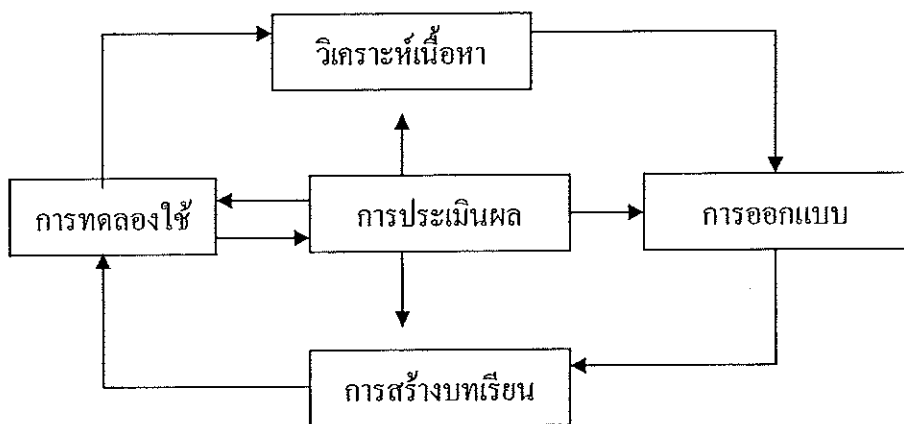 วิเคราะห์เนื้อหา
การทดลองใช้
การประเมินผล
การออกแบบ
การสร้างบทเรียน